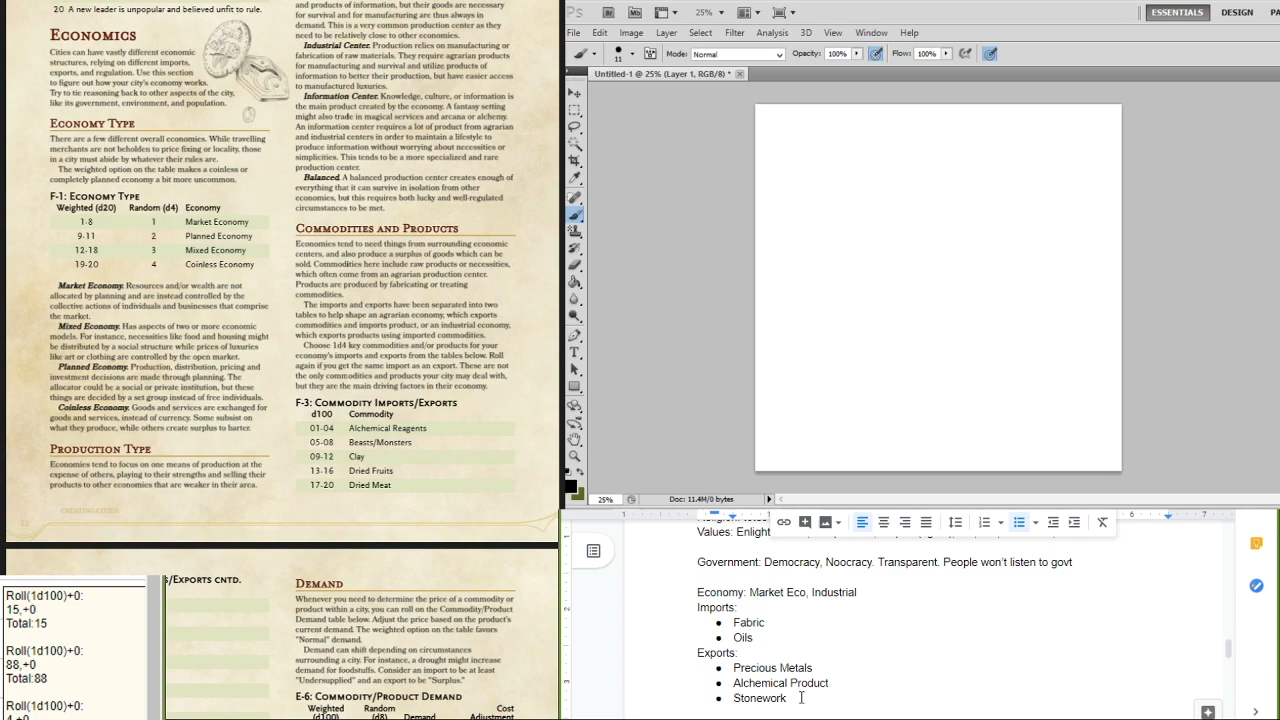 20 A new leader is unpopular and behind unfit to rule.
Economics
Cities can have vastly different economic
structures, relying on different imports,
exports, and regulation. Use this section
to figure out how your city's economy works.
Try to tie reasoning back to other aspects of the city,
like its government, environment, and population.
Economy Type
There are a few different overall economies. While travelling
merchants are not beholden to price fixing or locality, those
in a city must abide by whatever their rules are.
The weighted option on the table makes a coinless or
completely planned economy a bit more uncommon.
F-1: Economy Type
Weighted (d20) Random (d4) Economy
1-8 1 Market Economy
9-11 2 Planned Economy
12-18 3 Mixed Economy
19-20 4 Coinless Economy
Market Economy. Resources and/or wealth are not
allocated by planning and are instead controlled by the
collective actions of individuals and businesses that comprise
the market.
Mixed Economy. Has aspects of two or more economic
models. For instance, necessities like food and housing might
be distributed by a social structure while prices of luxuries
like art or clothing are controlled by the open market.
Planned Economy. Production, distribution, pricing and
investment decisions are made through planning. The
allocator could be a social or private institution, but these
things are decided by a set group instead of free individuals.
Coinless Economy. Goods and services are exchanged for
goods and services, instead of currency. Some subsist on
what they produce, while others create surplus to barter.
Production Type
Economies tend to focus on one means of production at the
expense of others, playing to their strengths and selling their
products to other economies that are weaker in their area.
12 CREATING CITIES
and products of information, but their goods are necessary
for survival and for manufacturing are thus always in
demand. This is a very common production center as they
need to be relatively close to other economies.
Industrial Center. Production relies on manufacturing or
fabrication of raw materials. They require agrarian products
for manufacturing and survival and utilize products of
information to better their production, but have easier access
to manufactured luxuries.
Information Center. Knowledge, culture, or information is
the main product created by the economy. A fantasy setting
might also trade in magical services and arcana or alchemy.
An information center requires a lot of product from agrarian
and industrial centers in order to maintain a lifestyle to
produce information without worrying about necessities or
simplicities. This tends to be a more specialized and rare
production center.
Balanced. A balanced production center creates enough of
everything that it can survive in isolation from other
economies, but this requires both lucky and well-regulated
circumstances to be met.
Commodities and Products
Economies tend to need things from surrounding economic
centers, and also produce a surplus of goods which can be
sold. Commodities here include raw products or necessities,
which often come from an agrarian production center.
Products are produced by fabricating or treating
commodities.
The imports and exports have been separated into two
tables to help shape an agrarian economy, which exports
commodities and imports product, or an industrial economy,
which exports products using imported commodities.
Choose 1d4 key commodities and/or products for your
economy's imports and exports from the tables below. Roll
again if you get the same import as an export. These are not
the only commodities and products your city may deal with,
but they are the main driving factors in their economy.
F-3: Commodity Imports/Exports
d100 Commodity
01-04 Alchemical Reagents
05-08 Beasts/Monsters
09-12 Clay
13-16 Dried Fruits
17-20 Dried Meat
s/Exports cntd.
Demand
Whenever you need to determine the price of a commodity or
product within a city, you can roll on the Commodity/Product
Demand table below. Adjust the price based on the product's
current demand. The weighted option on the table favors
"Normal" demand.
Demand can shift depending on circumstances
surrounding a city. For instance, a drought might increase
demand for foodstuffs. Consider an import to be at least
"Undersupplied" and an export to be "Surplus."
E-6: Commodity/Product Demand
Weighted Random Cost
(d100) (d8) Demand Adjustment
Roll(1d100)+0:
15,+0
Total:15
Roll(1d100)+0:
88,+0
Total:88
Roll(1d100)+0:
Ps Br Mb 25%
ESSENTIALS DESIGN
File Edit Image Layer Select Filter Analysis 3D View Window Help
11 Mode: Normal Opacity: 100% Flow: 100%
Untitled-1 @ 25% (Layer 1, RGB/8) *
25% Doc: 11.4M/0 bytes
1 6 7
Values: Enlight
Government: Democracy, Noocracy. Transparency. People won't listen to govt
Economy: Market Eco, Industrial
Imports:
Fabric
Oils
Exports:
Precious Metals
Alchemical Product
Stonework